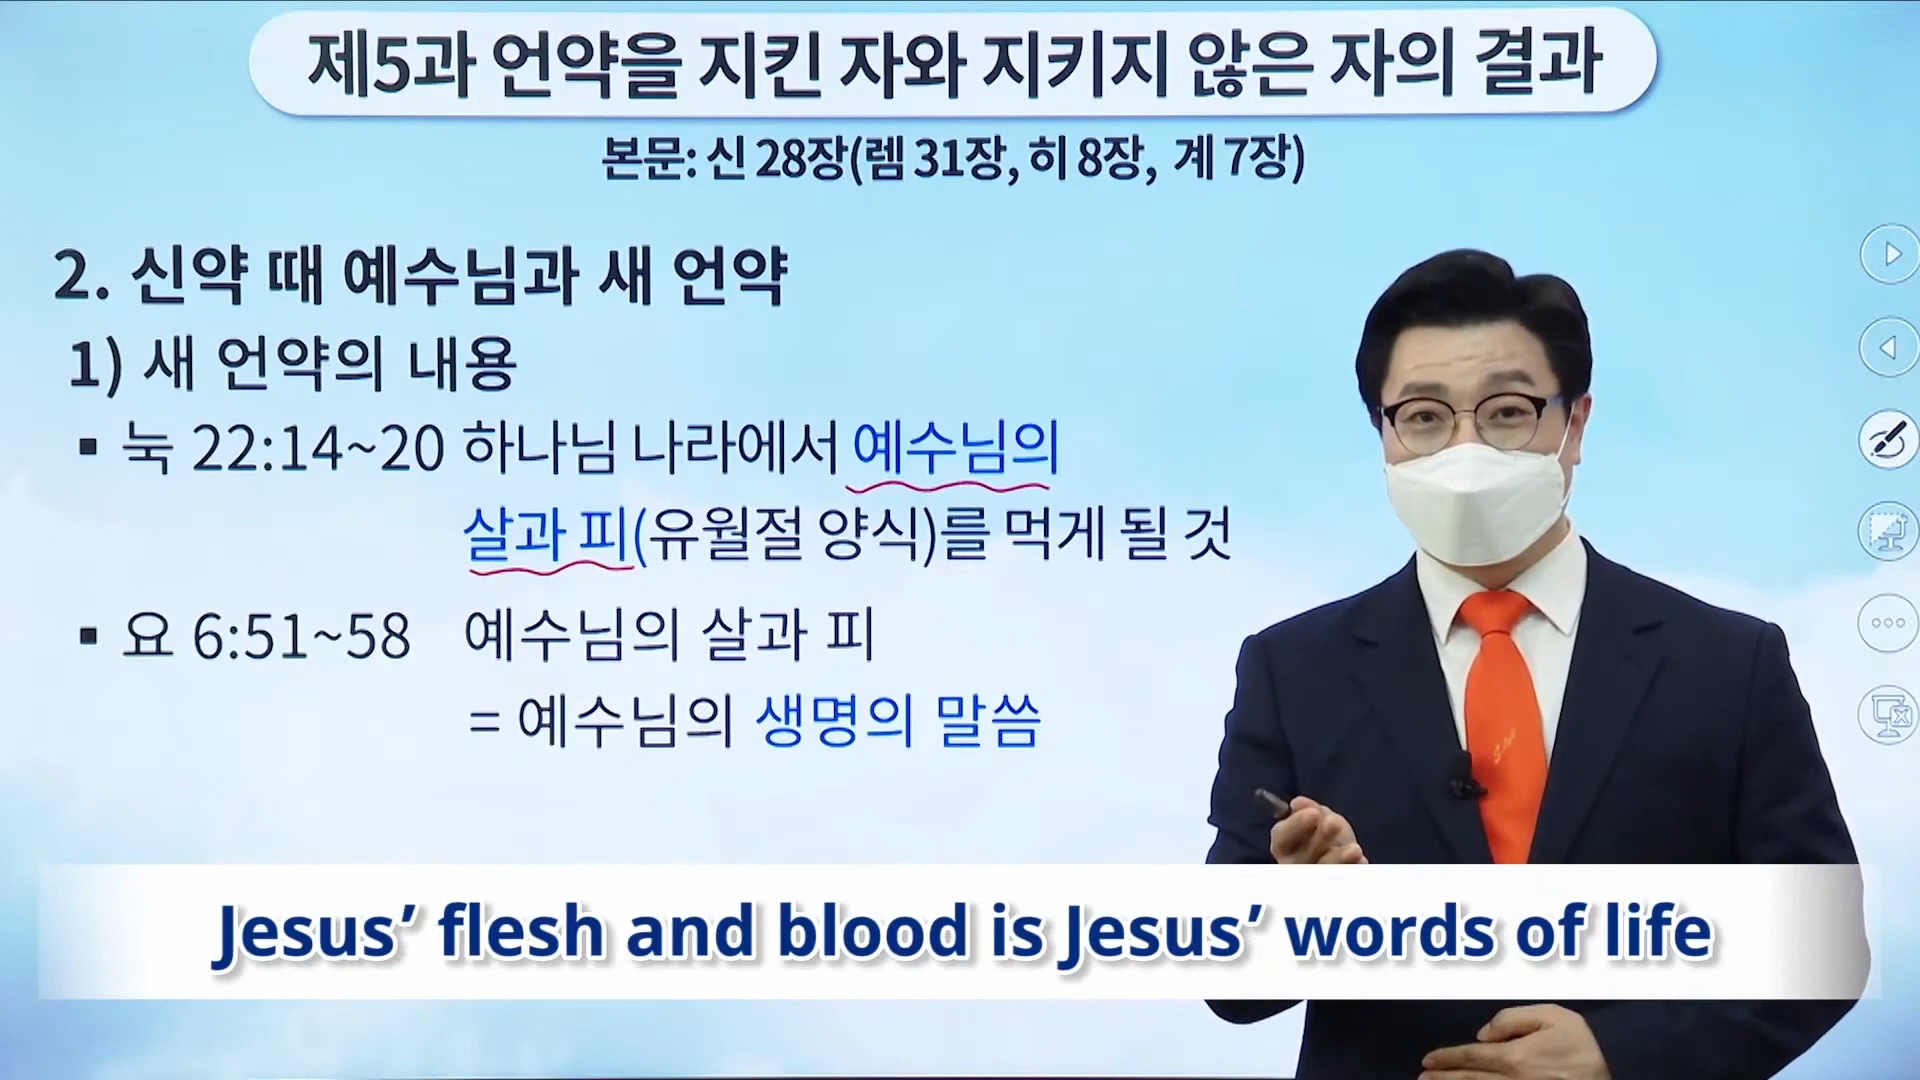 제5과 언약을 지킨 자와 지키지 않은 자의 결과
본문: 신 28장(렘 31장, 히 8장, 계 7장)
2. 신약 때 예수님과 새 언약
1) 새 언약의 내용
▪ 눅 22:14~20 하나님 나라에서 예수님의
살과 피(유월절 양식)를 먹게 될 것
▪ 요 6:51~58 예수님의 살과 피
= 예수님의 생명의 말씀
Jesus’ flesh and blood is Jesus’ words of life